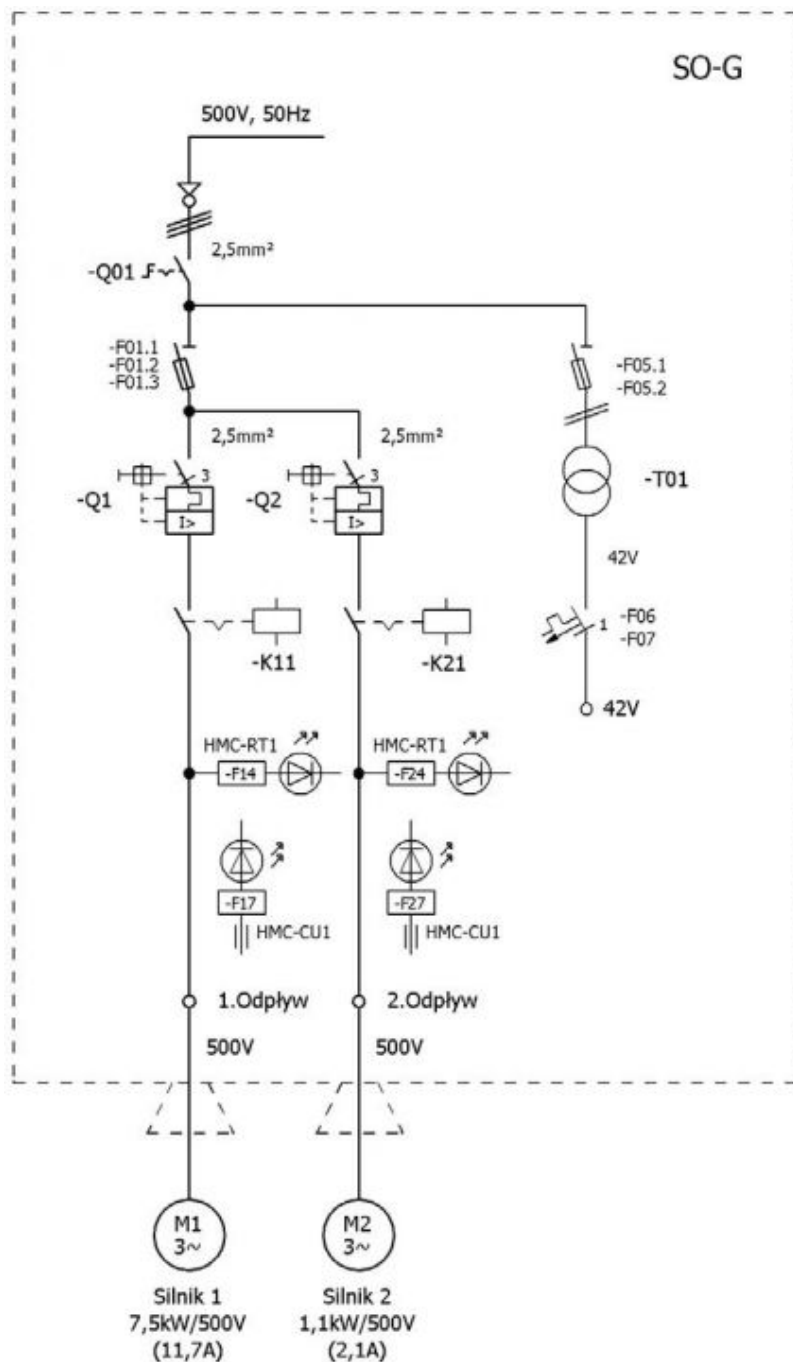 SO-G
500V, 50Hz
2,5mm²
-Q01
-F01.1
-F01.2
-F01.3
-F05.1
-F05.2
2,5mm²
2,5mm²
3
3
-Q1
I>
-Q2
I>
-T01
42V
-K11
-K21
1
-F06
-F07
42V
HMC-RT1
HMC-RT1
-F14
-F24
-F17
-F27
HMC-CU1
HMC-CU1
1.Odpływ
2.Odpływ
500V
500V
M1
3~
M2
3~
Silnik 1
7,5kW/500V
(11,7A)
Silnik 2
1,1kW/500V
(2,1A)